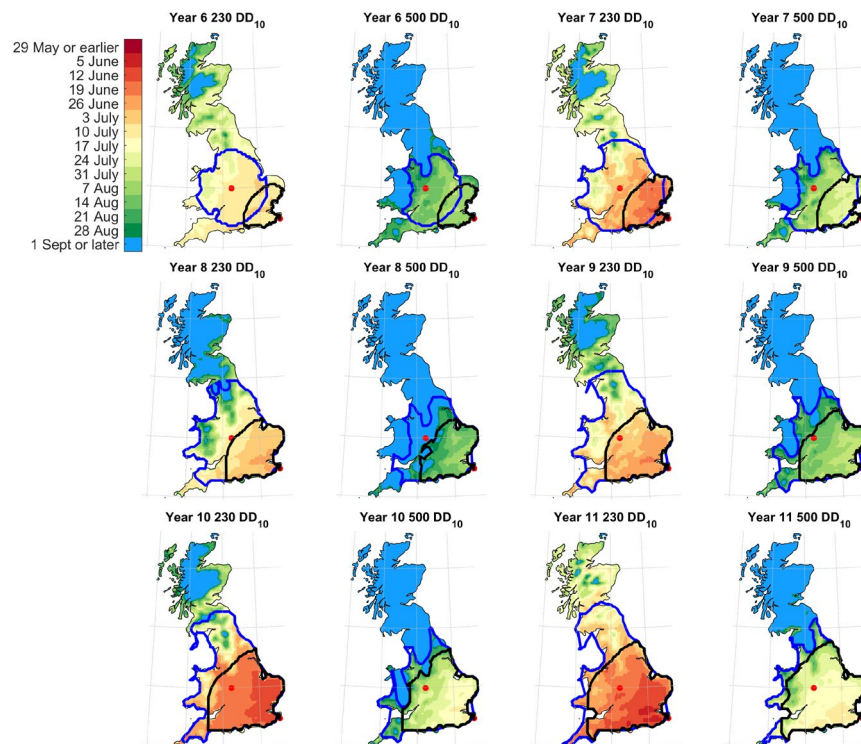 Year 6 230 DD10
Year 6 500 DD10
Year 7 230 DD10
Year 7 500 DD10
29 May or earlier
5 June
12 June
19 June
26 June
3 July
10 July
17 July
24 July
31 July
7 Aug
14 Aug
21 Aug
28 Aug
1 Sept or later
Year 8 230 DD10
Year 8 500 DD10
Year 9 230 DD10
Year 9 500 DD10
Year 10 230 DD10
Year 10 500 DD10
Year 11 230 DD10
Year 11 500 DD10